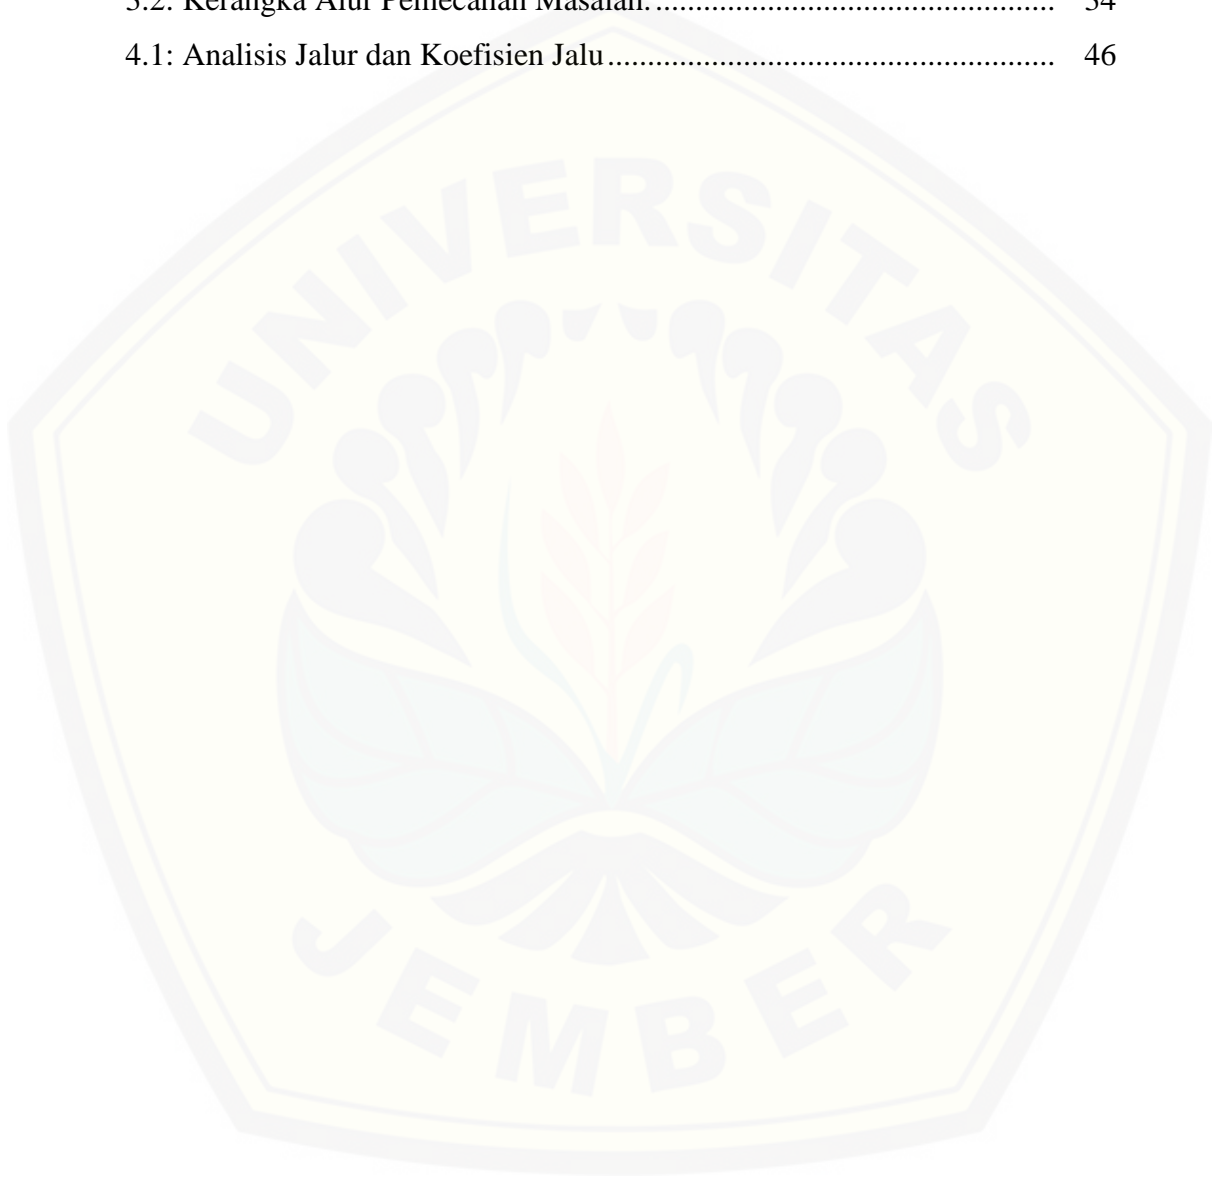 3.2: Kerangka Alur Pemecahan Masalah. .................................................. 34
4.1: Analisis Jalur dan Koefisien Jalu ........................................................ 46
UNIVERSITAS
JEMBER